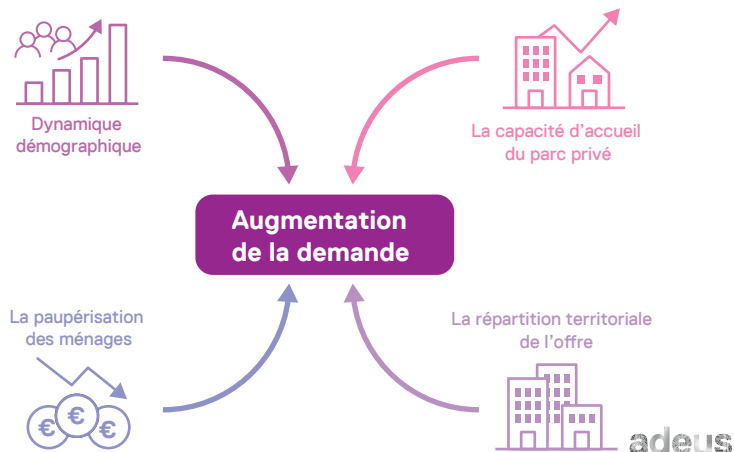 Dynamique
démographique
La capacité d'accueil
du parc privé
Augmentation
de la demande
La paupérisation
des ménages
La répartition territoriale
de l'offre
€ € €
adeus